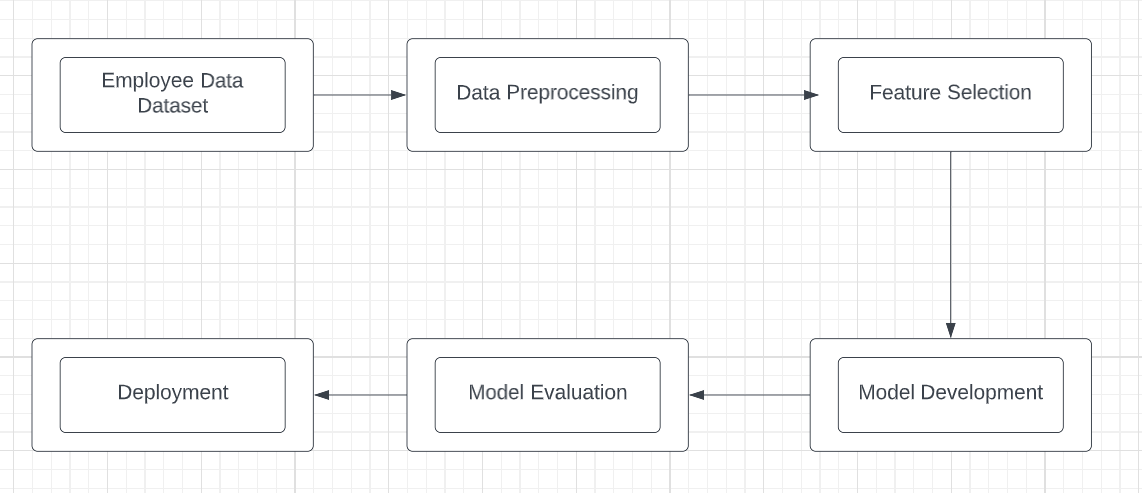 Employee Data
Dataset
Data Preprocessing
Feature Selection
Model Development
Model Evaluation
Deployment